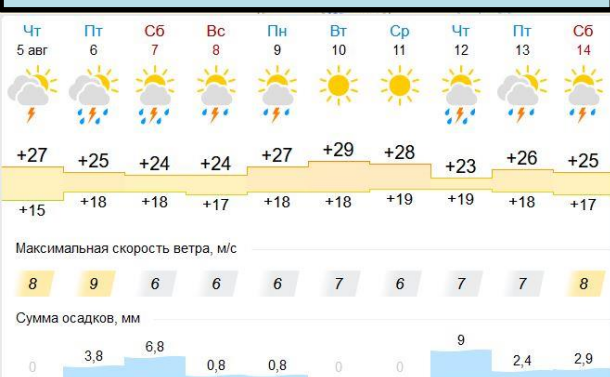 Чт Пт Сб Вс Пн Вт Ср Чт Пт Сб
5 авг 6 7 8 9 10 11 12 13 14
+27 +25 +24 +24 +27 +29 +28 +23 +26 +25
+15 +18 +18 +17 +18 +18 +19 +19 +18 +17
Максимальная скорость ветра, м/с
8 9 6 6 6 7 6 7 7 8
Сумма осадков, мм
0 3,8 6,8 0,8 0,8 0 0 9 2,4 2,9